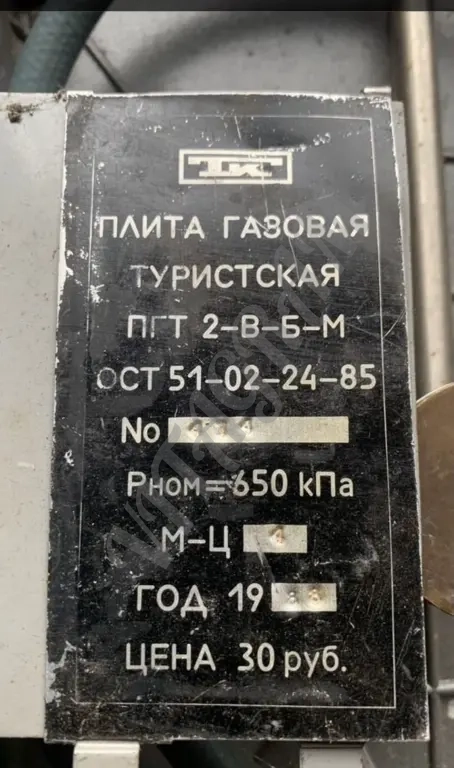 ПЛИТА ГАЗОВАЯ
ТУРИСТСКАЯ
ПГТ 2-В-Б-М
ОСТ 51-02-24-85
No
Рном=650 кПа
М-Ц 4
ГОД 19
ЦЕНА 30 руб.